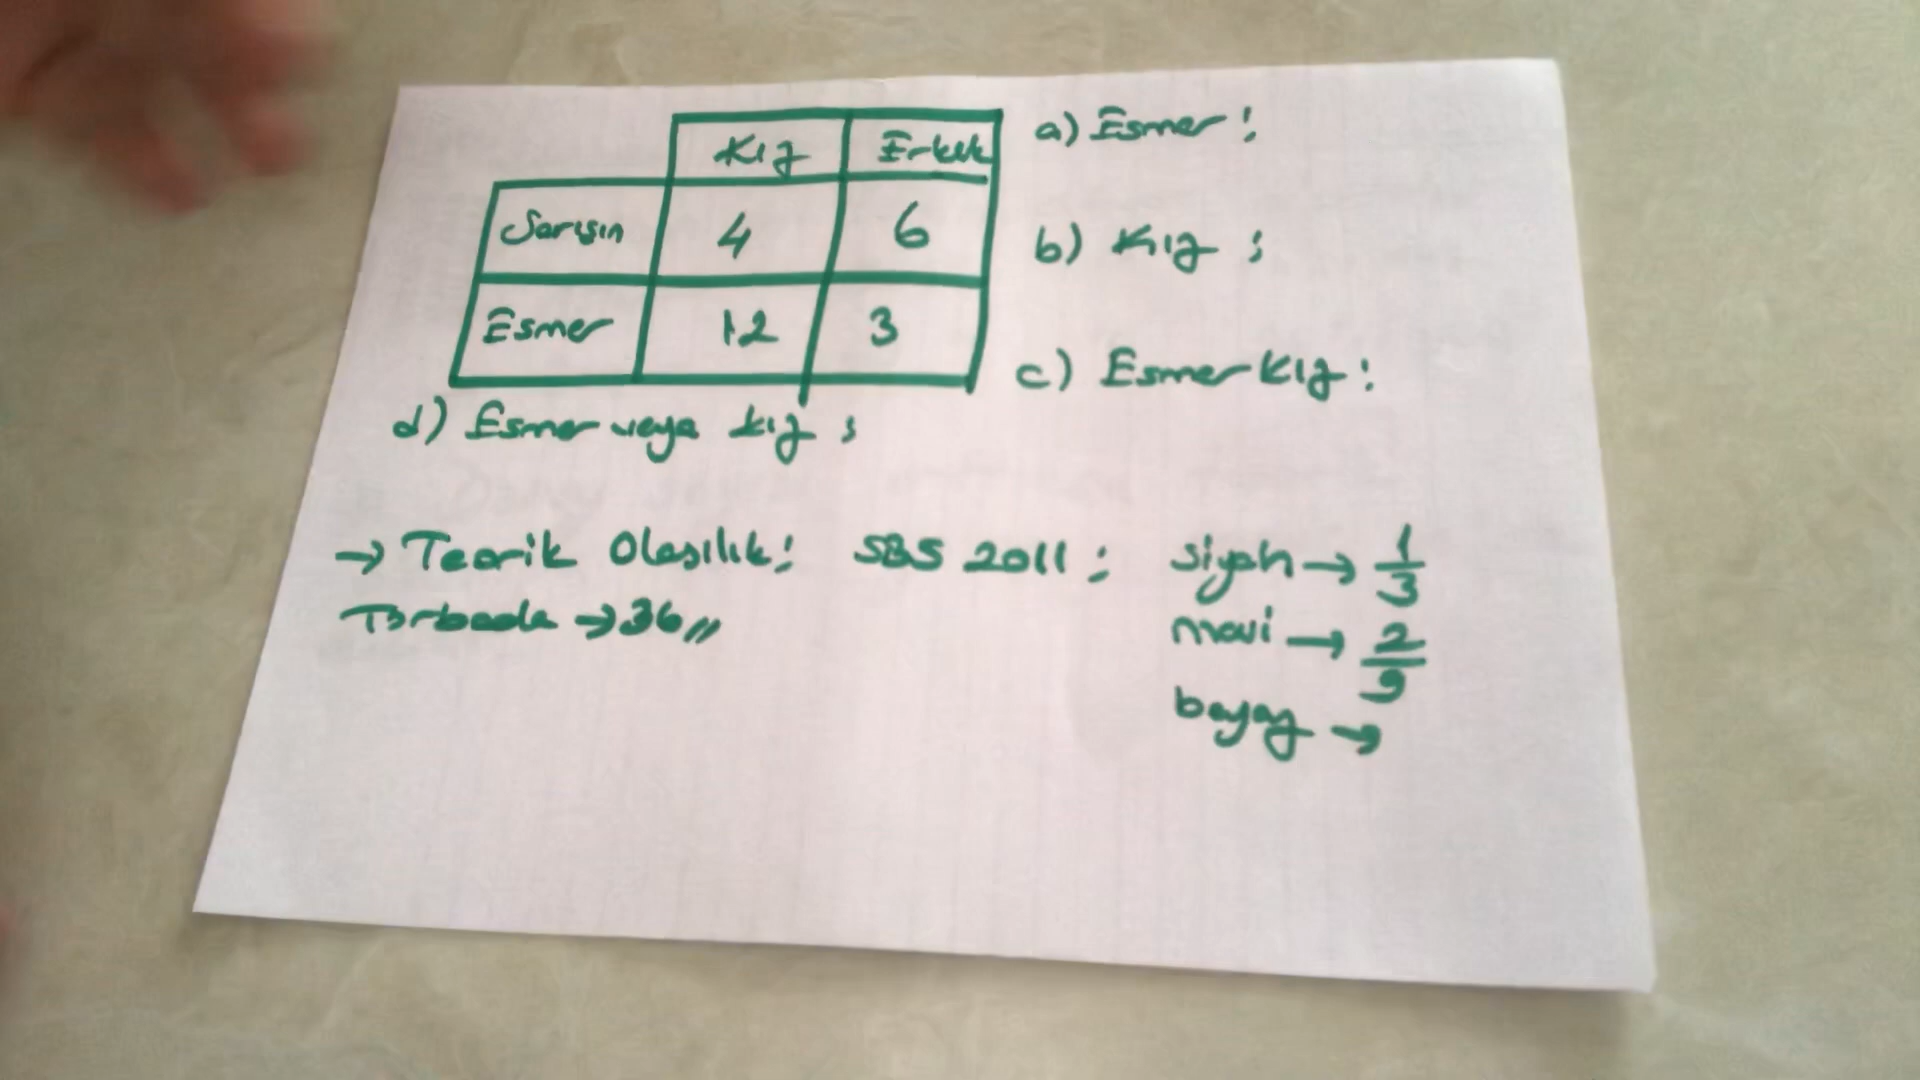 Kız Erkek
Sarışın 4 6
Esmer 12 3
a) Esmer:
b) Kız:
c) Esmer Kız:
d) Esmer veya kız:
→ Teorik Olasılık: SBS 2011:
Torbada → 36 //
siyah → 1/3
mavi → 2/9
beyaz →